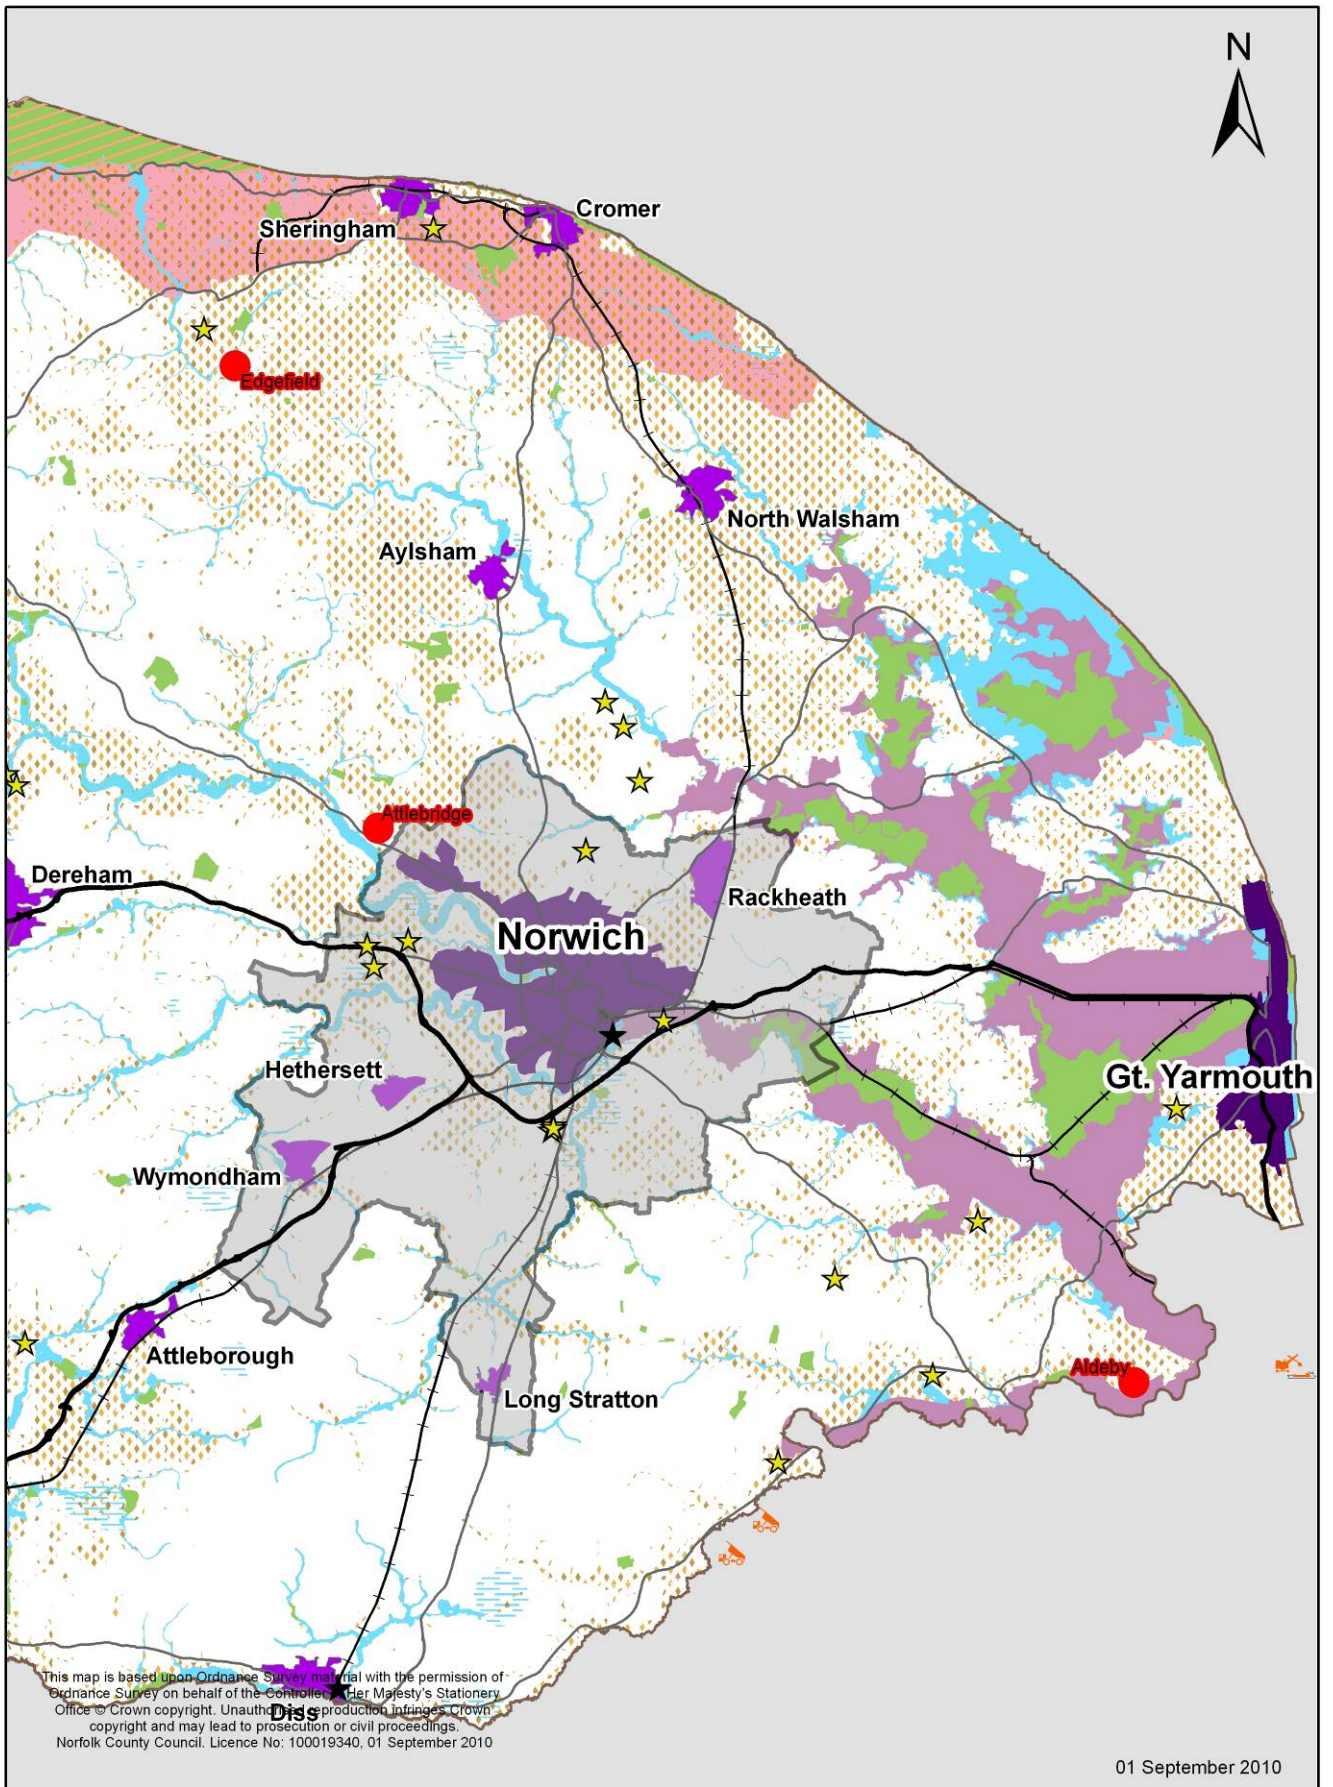 N
Cromer
Sheringham
Edgefield
North Walsham
Aylsham
Attlebridge
Dereham
Rackheath
Norwich
Hethersett
Gt. Yarmouth
Wymondham
Attleborough
Aldeby
Long Stratton
This map is based upon Ordnance Survey material with the permission of
Ordnance Survey on behalf of the Controller of Her Majesty's Stationery
Office © Crown copyright. Unauthorised reproduction infringes Crown
Diss
copyright and may lead to prosecution or civil proceedings.
Norfolk County Council. Licence No: 100019340, 01 September 2010
01 September 2010